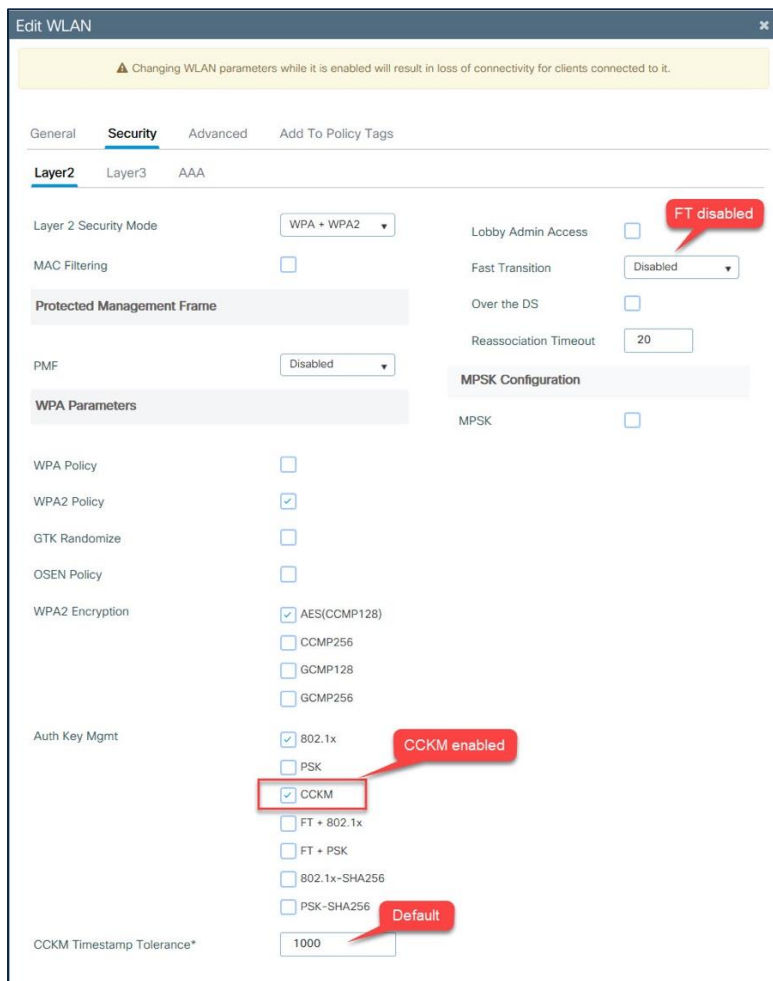 Edit WLAN
Changing WLAN parameters while it is enabled will result in loss of connectivity for clients connected to it.
General Security Advanced Add To Policy Tags
Layer2 Layer3 AAA
FT disabled
Layer 2 Security Mode WPA + WPA2
Lobby Admin Access
MAC Filtering
Fast Transition Disabled
Protected Management Frame
Over the DS
Reassociation Timeout 20
PMF Disabled
MPSK Configuration
WPA Parameters
MPSK
WPA Policy
WPA2 Policy
GTK Randomize
OSEN Policy
WPA2 Encryption AES(CCMP128)
CCMP256
GCMP128
GCMP256
Auth Key Mgmt 802.1x
CCKM enabled
PSK
CCKM
FT + 802.1x
FT + PSK
802.1x-SHA256
PSK-SHA256
Default
CCKM Timestamp Tolerance* 1000